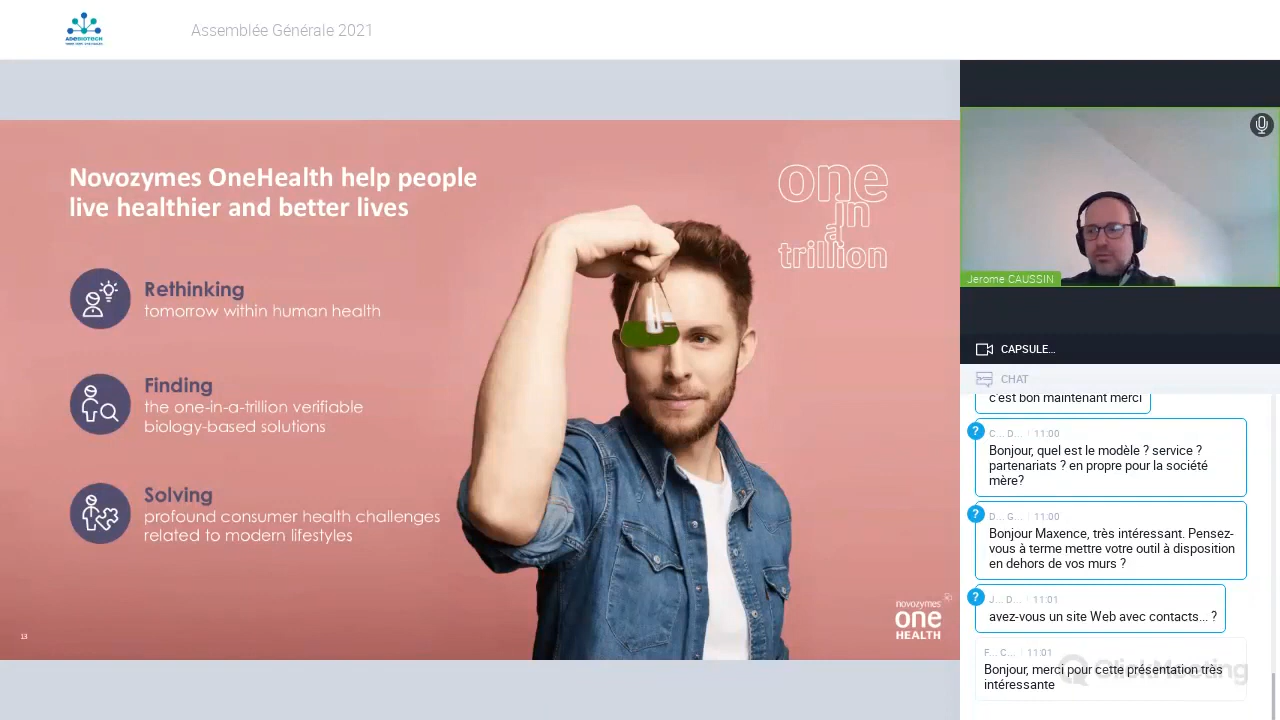 ADEBIOTECH
Assemblée Générale 2021
Novozymes OneHealth help people
live healthier and better lives
one
in
a
trillion
Rethinking
tomorrow within human health
Finding
the one-in-a-trillion verifiable
biology-based solutions
Solving
profound consumer health challenges
related to modern lifestyles
13
novozymes
one
HEALTH
Jerome CAUSSIN
CAPSULE...
CHAT
c'est bon maintenant merci
? C... D... | 11:00
Bonjour, quel est le modèle ? service ?
partenariats ? en propre pour la société
mère?
? D... G... | 11:00
Bonjour Maxence, très intéressant. Pensez-
vous à terme mettre votre outil à disposition
en dehors de vos murs ?
? J... D... | 11:01
avez-vous un site Web avec contacts... ?
F... C... | 11:01
Bonjour, merci pour cette présentation très
intéressante
ClickMeeting